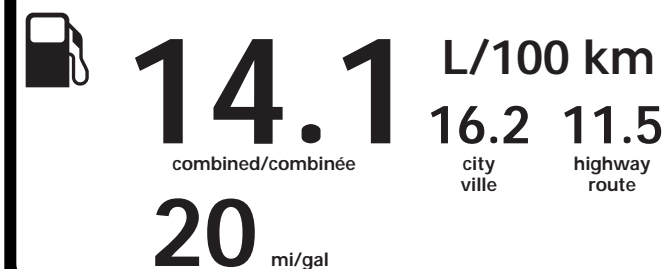 14.1 L/100 km
combined/combinée
16.2 11.5
city highway
ville route
20 mi/gal